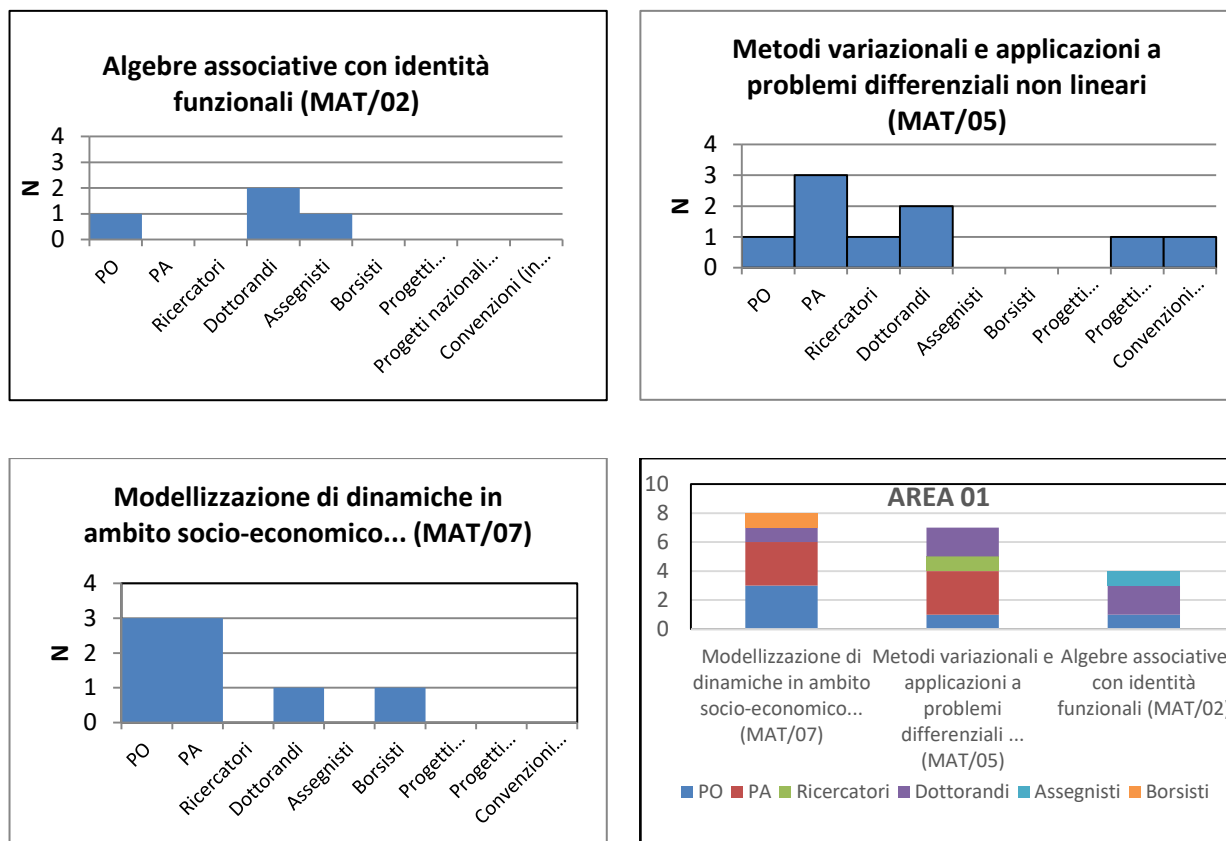 Algebre associative con identità
funzionali (MAT/02)
4
3
2
1
0
N
PO
PA
Ricercatori
Dottorandi
Assegnisti
Borsisti
Progetti...
Progetti nazionali...
Convenzioni (in...
Metodi variazionali e applicazioni a
problemi differenziali non lineari
(MAT/05)
4
3
2
1
0
N
PO
PA
Ricercatori
Dottorandi
Assegnisti
Borsisti
Progetti...
Progetti...
Convenzioni...
Modellizzazione di dinamiche in
ambito socio-economico... (MAT/07)
4
3
2
1
0
N
PO
PA
Ricercatori
Dottorandi
Assegnisti
Borsisti
Progetti...
Progetti...
Convenzioni...
AREA 01
10
8
6
4
2
0
Modellizzazione di
dinamiche in ambito
socio-economico...
(MAT/07)
Metodi variazionali e
applicazioni a
problemi
differenziali ...
(MAT/05)
Algebre associative
con identità
funzionali (MAT/02)
PO PA Ricercatori Dottorandi Assegnisti Borsisti